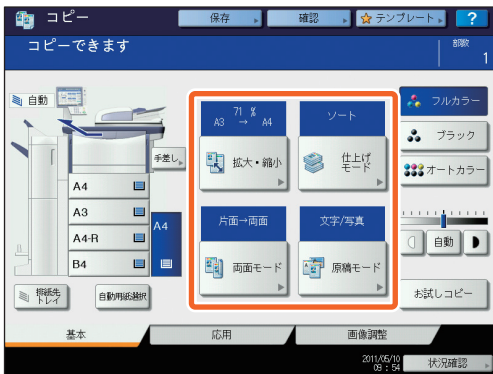 コピー
保存
確認
テンプレート
?
コピーできます
部数
1
自動
71 %
A3 → A4
拡大・縮小
ソート
仕上げ
モード
フルカラー
ブラック
オートカラー
手差し
A4
A3
A4-R
B4
A4
片面→両面
両面モード
文字/写真
原稿モード
自動
排紙先
トレイ
自動用紙選択
お試しコピー
基本
応用
画像調整
2011/05/10
09 : 54
状況確認